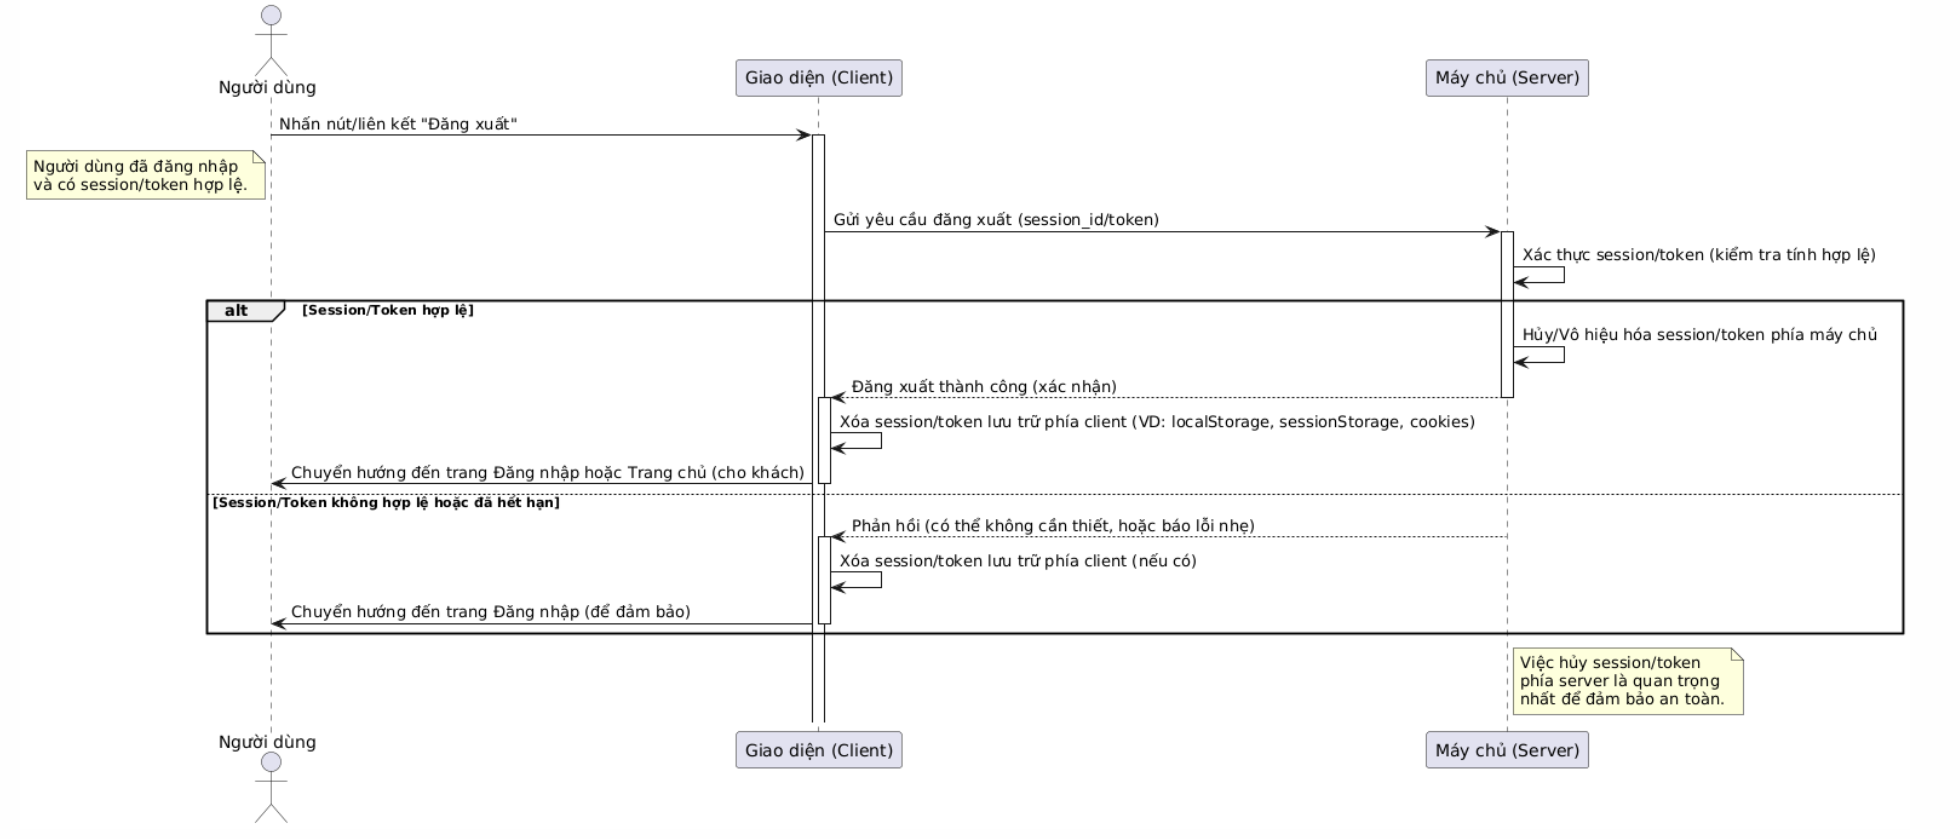 Người dùng
Giao diện (Client)
Máy chủ (Server)
Nhấn nút/liên kết "Đăng xuất"
Người dùng đã đăng nhập
và có session/token hợp lệ.
Gửi yêu cầu đăng xuất (session_id/token)
Xác thực session/token (kiểm tra tính hợp lệ)
alt
[Session/Token hợp lệ]
Hủy/Vô hiệu hóa session/token phía máy chủ
Đăng xuất thành công (xác nhận)
Xóa session/token lưu trữ phía client (VD: localStorage, sessionStorage, cookies)
Chuyển hướng đến trang Đăng nhập hoặc Trang chủ (cho khách)
[Session/Token không hợp lệ hoặc đã hết hạn]
Phản hồi (có thể không cần thiết, hoặc báo lỗi nhẹ)
Xóa session/token lưu trữ phía client (nếu có)
Chuyển hướng đến trang Đăng nhập (để đảm bảo)
Việc hủy session/token
phía server là quan trọng
nhất để đảm bảo an toàn.
Người dùng
Giao diện (Client)
Máy chủ (Server)